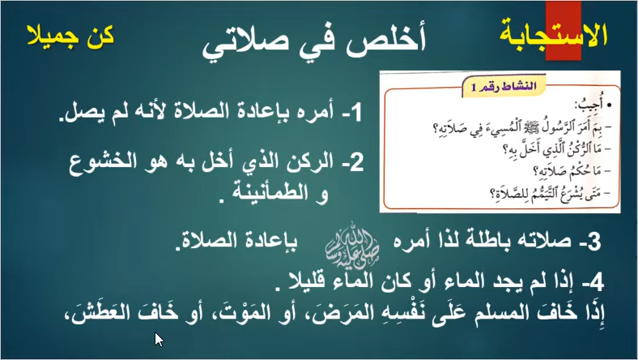 الاستجابة
أخلص في صلاتي
كن جميلا
النشاط رقم 1
• أُجِيبُ:
– بِمَ أَمَرَ الرَّسُولُ ﷺ الْمُسِيءَ فِي صَلَاتِهِ؟
– مَا الرُّكْنُ الَّذِي أَخَلَّ بِهِ؟
– مَا حُكْمُ صَلَاتِهِ؟
– مَتَى يُشْرَعُ التَّيَمُّمُ لِلصَّلَاةِ؟
1- أمره بإعادة الصلاة لأنه لم يصل.
2- الركن الذي أخل به هو الخشوع
و الطمأنينة .
3- صلاته باطلة لذا أمره ﷺ بإعادة الصلاة.
4- إذا لم يجد الماء أو كان الماء قليلا .
إِذَا خَافَ المسلم عَلَى نَفْسِهِ المَرَضَ، أو المَوْتَ، أو خَافَ العَطَشَ،